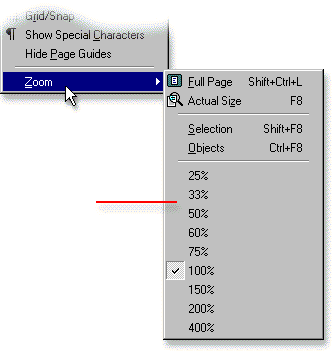 Grid/Snap
Show Special Characters
Hide Page Guides
Zoom
Full Page Shift+Ctrl+L
Actual Size F8
Selection Shift+F8
Objects Ctrl+F8
25%
33%
50%
60%
75%
100%
150%
200%
400%